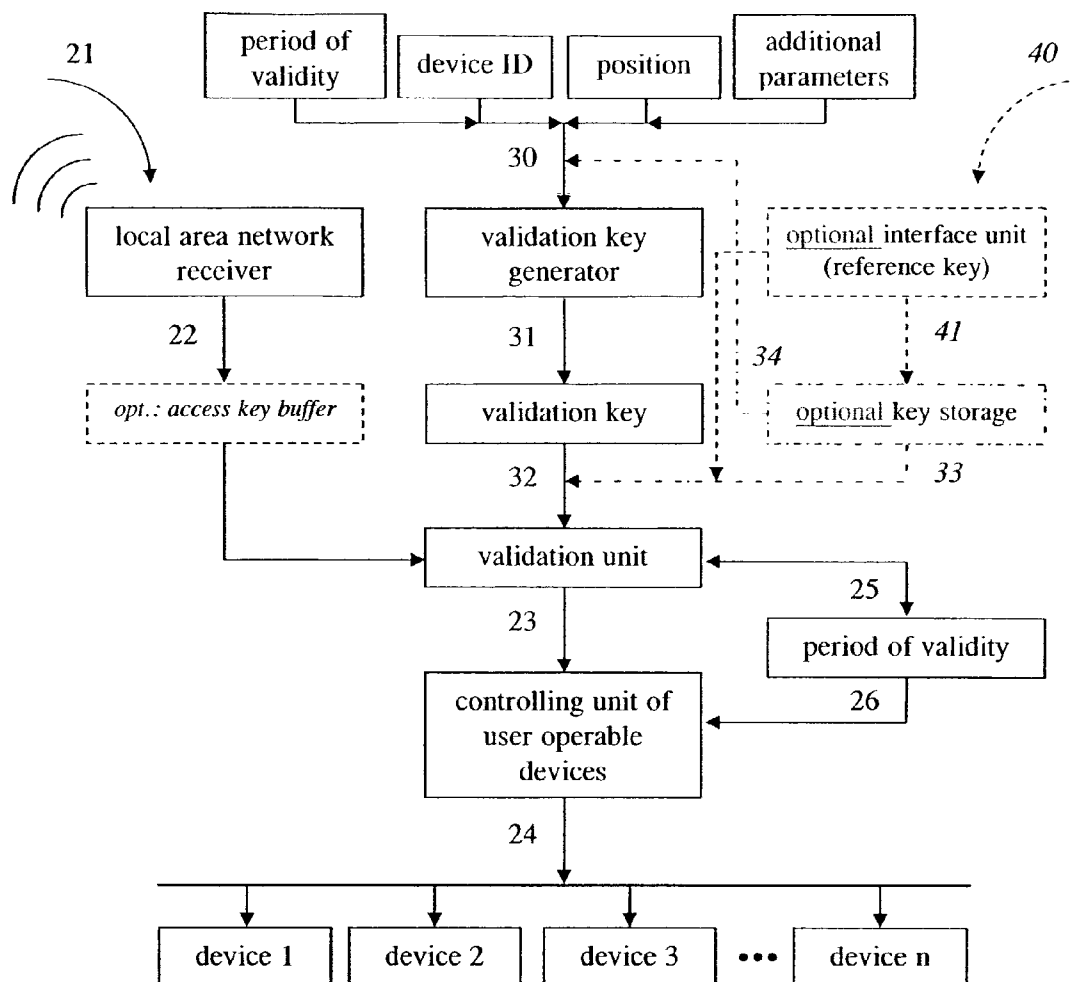 21
period of
validity
device ID
position
additional
parameters
40
30
local area network
receiver
validation key
generator
optional interface unit
(reference key)
22
31
34
41
opt.: access key buffer
validation key
optional key storage
32
33
validation unit
23
25
period of validity
controlling unit of
user operable
devices
26
24
device 1
device 2
device 3
•••
device n